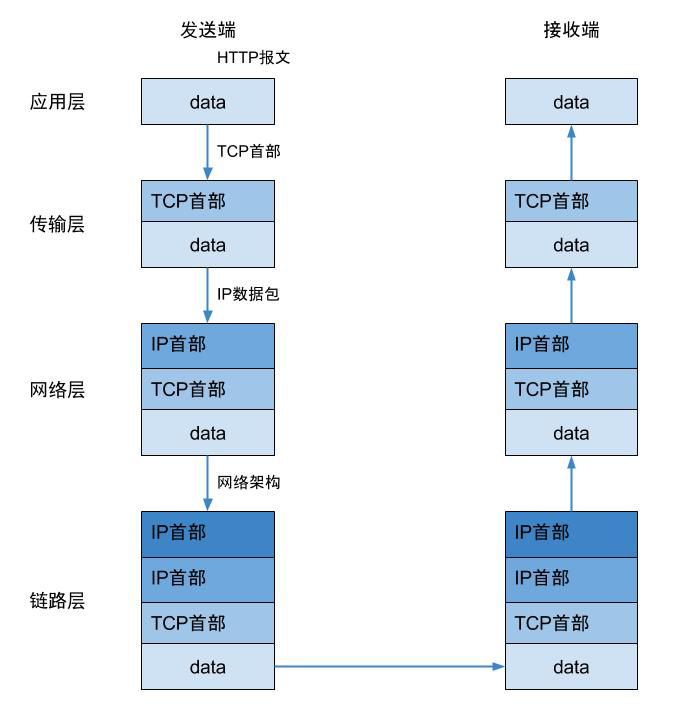 发送端
接收端
HTTP报文
应用层
data
data
TCP首部
传输层
TCP首部
data
TCP首部
data
IP数据包
网络层
IP首部
TCP首部
data
IP首部
TCP首部
data
网络架构
链路层
IP首部
IP首部
TCP首部
data
IP首部
IP首部
TCP首部
data